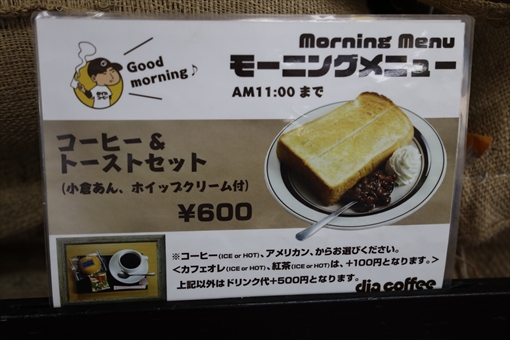 Good
morning♪
Morning Menu
モーニングメニュー
AM11:00 まで
コーヒー&
トーストセット
(小倉あん、ホイップクリーム付)
¥600
※コーヒー(ICE or HOT)、アメリカン、からお選びください。
<カフェオレ(ICE or HOT)、紅茶(ICE or HOT)は、+100円となります。>
上記以外はドリンク代+500円となります。
dia coffee